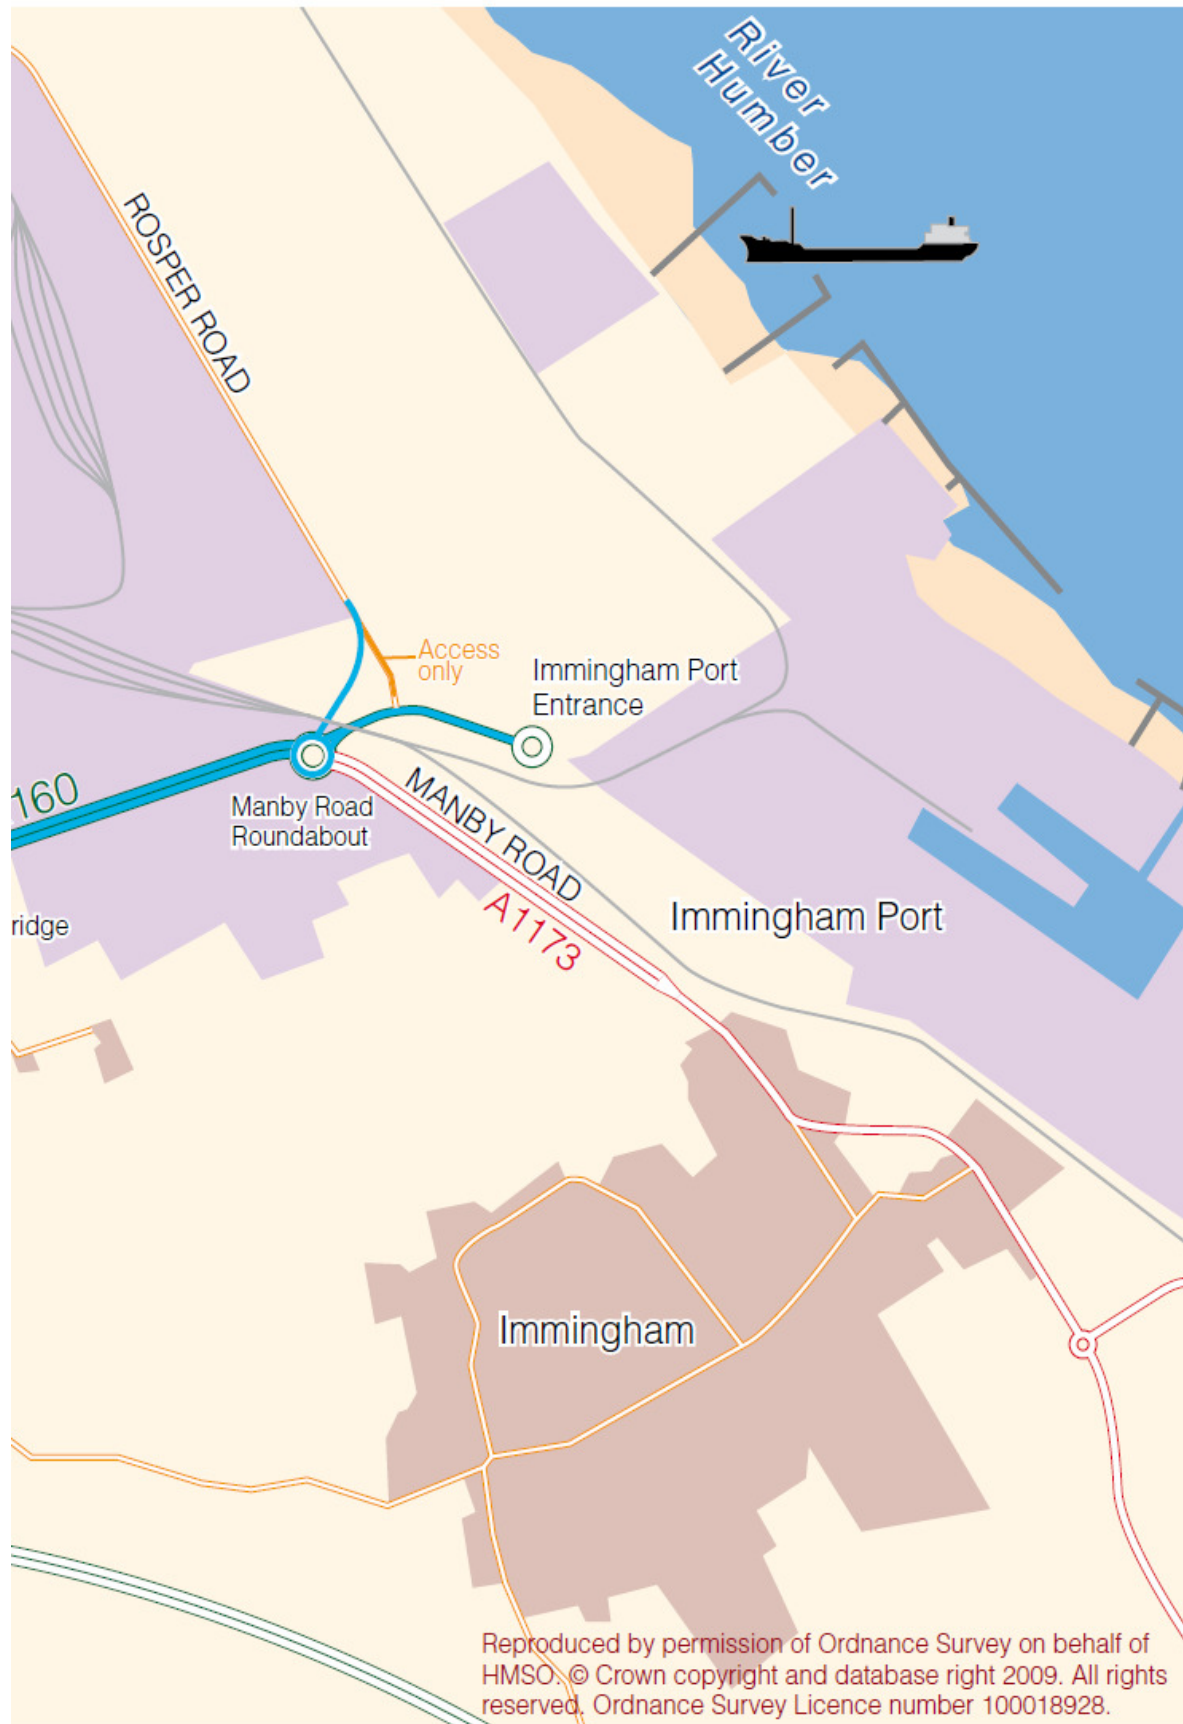 River
Humber
ROSPER ROAD
Access
only
Immingham Port
Entrance
160
Manby Road
Roundabout
MANBY ROAD
A1173
ridge
Immingham Port
Immingham
Reproduced by permission of Ordnance Survey on behalf of
HMSO. © Crown copyright and database right 2009. All rights
reserved. Ordnance Survey Licence number 100018928.